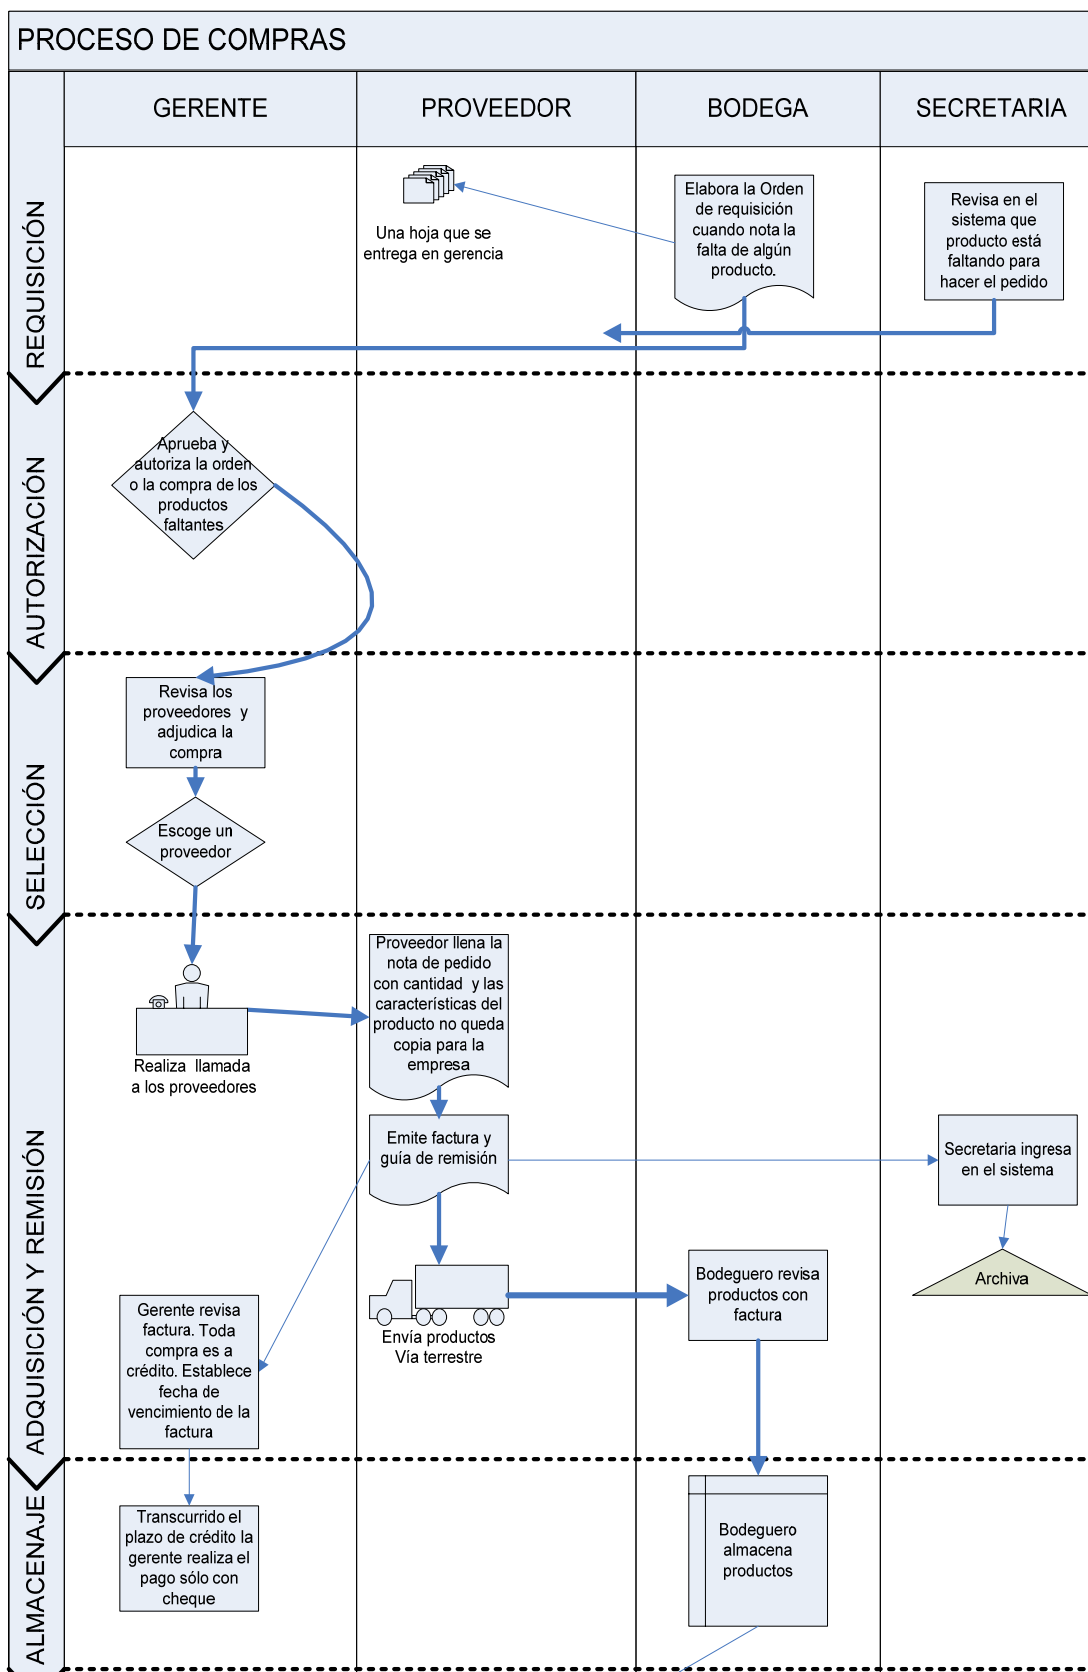 PROCESO DE COMPRAS
GERENTE
PROVEEDOR
BODEGA
SECRETARIA
REQUISICIÓN
Una hoja que se
entrega en gerencia
Elabora la Orden
de requisición
cuando nota la
falta de algún
producto.
Revisa en el
sistema que
producto está
faltando para
hacer el pedido
AUTORIZACIÓN
Aprueba y
autoriza la orden
o la compra de los
productos
faltantes
SELECCIÓN
Revisa los
proveedores y
adjudica la
compra
Escoge un
proveedor
ADQUISICIÓN Y REMISIÓN
Realiza llamada
a los proveedores
Proveedor llena la
nota de pedido
con cantidad y las
características del
producto no queda
copia para la
empresa
Emite factura y
guía de remisión
Secretaria ingresa
en el sistema
Archiva
Envía productos
Vía terrestre
Bodeguero revisa
productos con
factura
Gerente revisa
factura. Toda
compra es a
crédito. Establece
fecha de
vencimiento de la
factura
ALMACENAJE
Transcurrido el
plazo de crédito la
gerente realiza el
pago sólo con
cheque
Bodeguero
almacena
productos